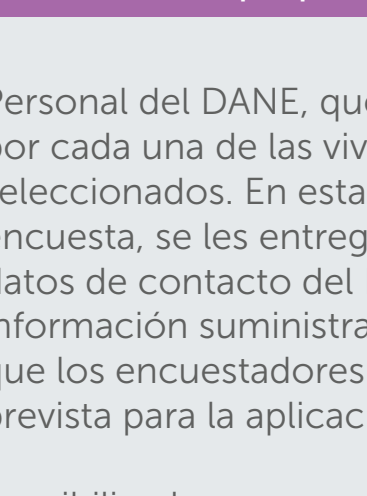 Personal del DANE, que
por cada una de las viv
seleccionados. En esta
encuesta, se les entreg
datos de contacto del
información suministra
que los encuestadores
prevista para la aplicac